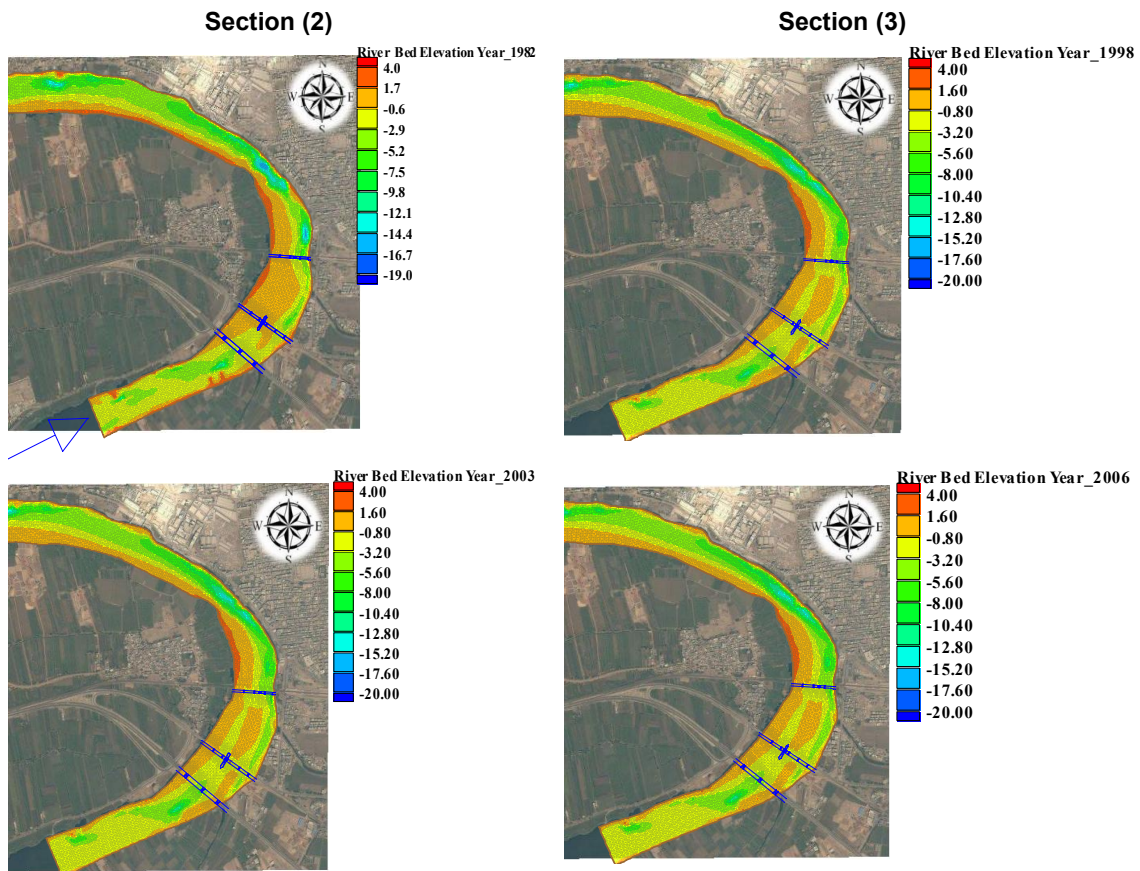 Section (2)
Section (3)
River Bed Elevation Year_1982
4.0
1.7
-0.6
-2.9
-5.2
-7.5
-9.8
-12.1
-14.4
-16.7
-19.0
N
W E
S
River Bed Elevation Year_1998
4.00
1.60
-0.80
-3.20
-5.60
-8.00
-10.40
-12.80
-15.20
-17.60
-20.00
N
W E
S
River Bed Elevation Year_2003
4.00
1.60
-0.80
-3.20
-5.60
-8.00
-10.40
-12.80
-15.20
-17.60
-20.00
N
W E
S
River Bed Elevation Year_2006
4.00
1.60
-0.80
-3.20
-5.60
-8.00
-10.40
-12.80
-15.20
-17.60
-20.00
N
W E
S